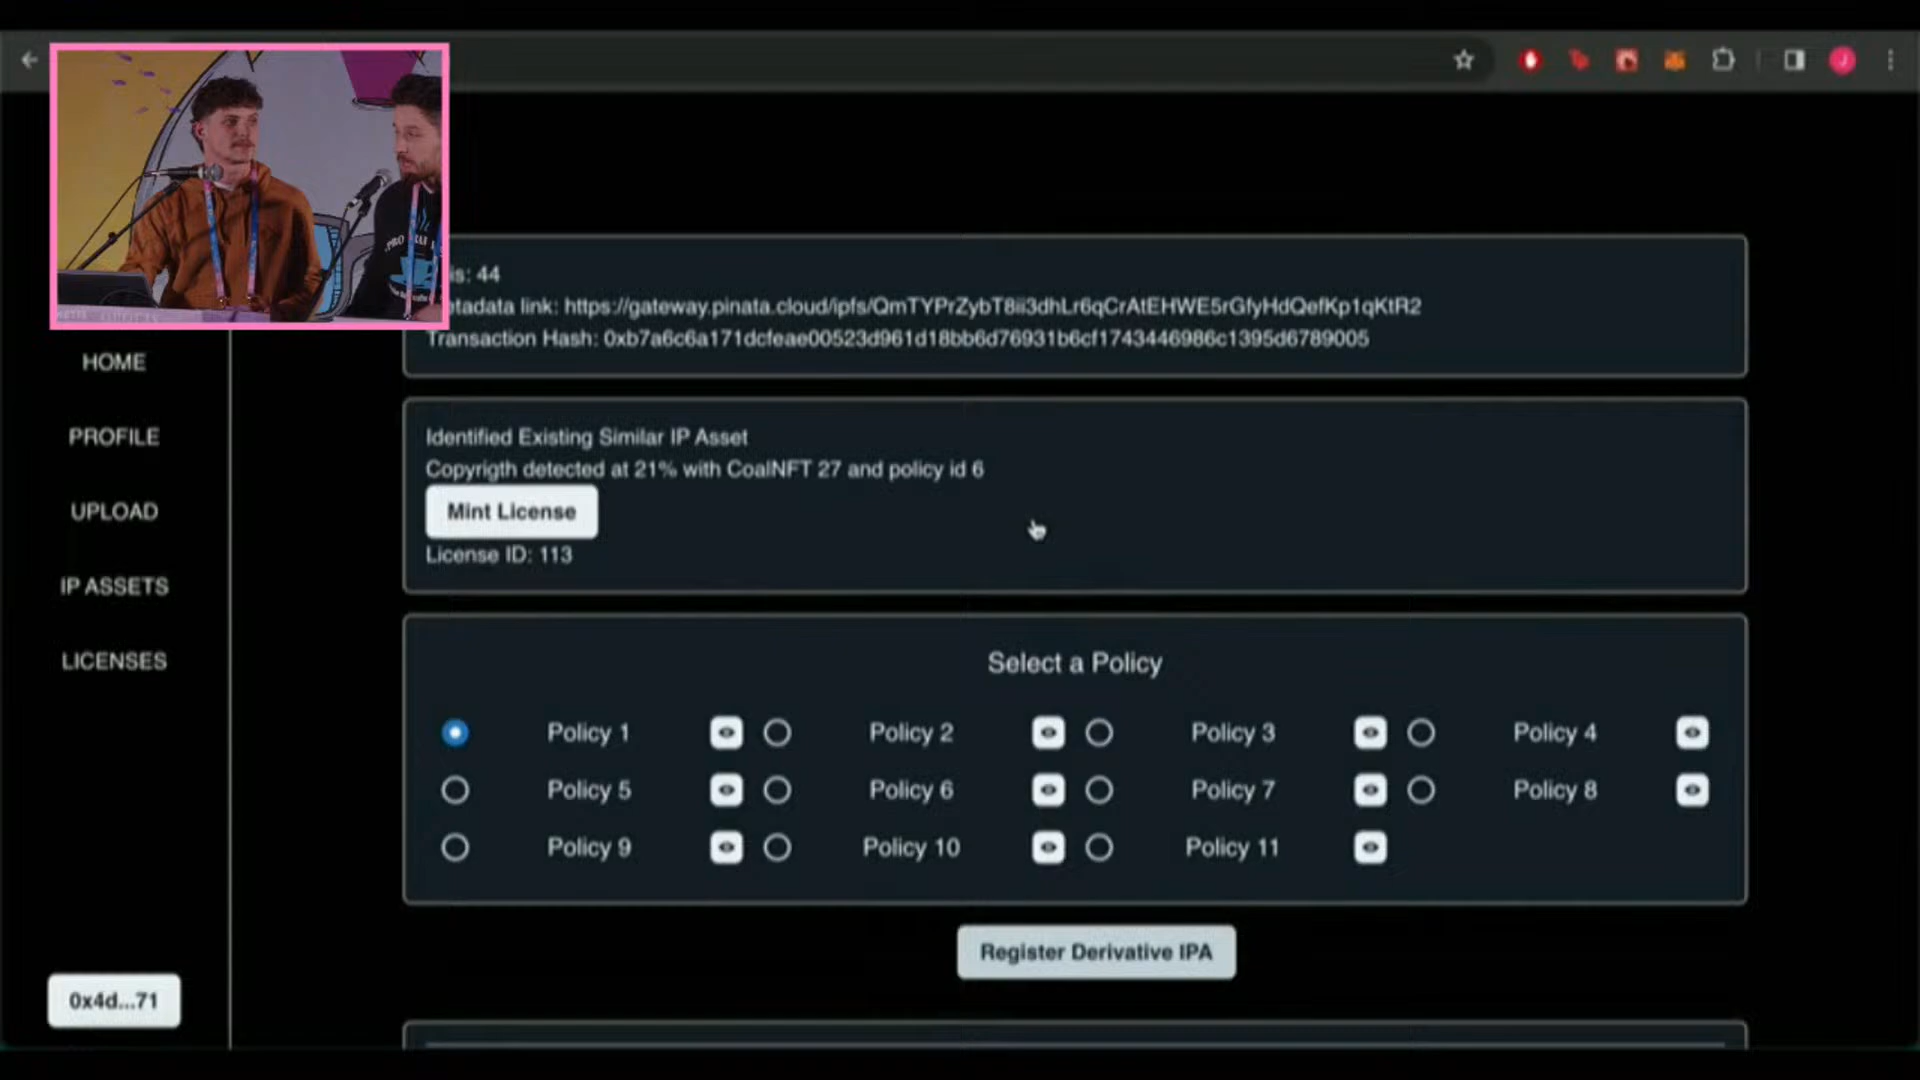 is: 44
etadata link: https://gateway.pinata.cloud/ipfs/QmTYPrZybT8ii3dhLr6qCrAtEHWE5rGfyHdQefKp1qKtR2
Transaction Hash: 0xb7a6c6a171dcfeae00523d961d18bb6d76931b6cf1743446986c1395d6789005
HOME
PROFILE
UPLOAD
IP ASSETS
LICENSES
0x4d...71
Identified Existing Similar IP Asset
Copyrigth detected at 21% with CoalNFT 27 and policy id 6
Mint License
License ID: 113
Select a Policy
Policy 1 Policy 2 Policy 3 Policy 4
Policy 5 Policy 6 Policy 7 Policy 8
Policy 9 Policy 10 Policy 11
Register Derivative IPA
J